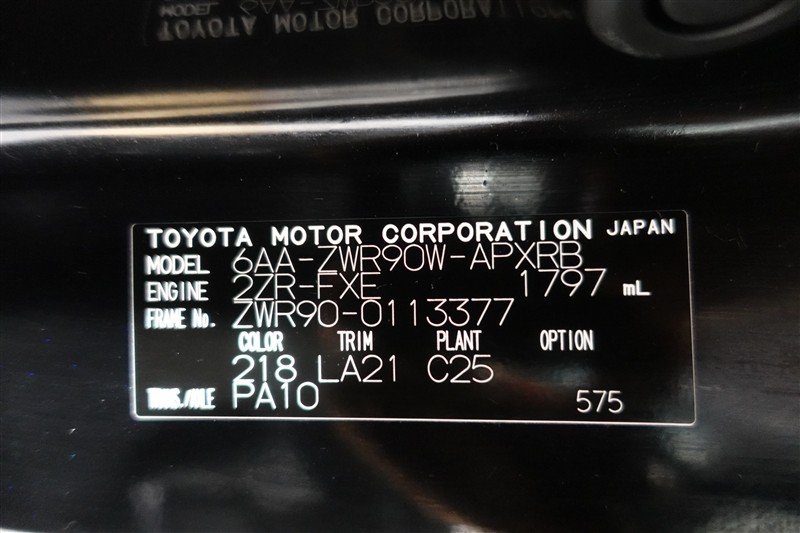 TOYOTA MOTOR CORPORATION JAPAN
MODEL 6AA-ZWR90W-APXRB
ENGINE 2ZR-FXE 1797 mL
FRAME No. ZWR90-0113377
COLOR TRIM PLANT OPTION
218 LA21 C25
TRANS./AXLE PA10 575